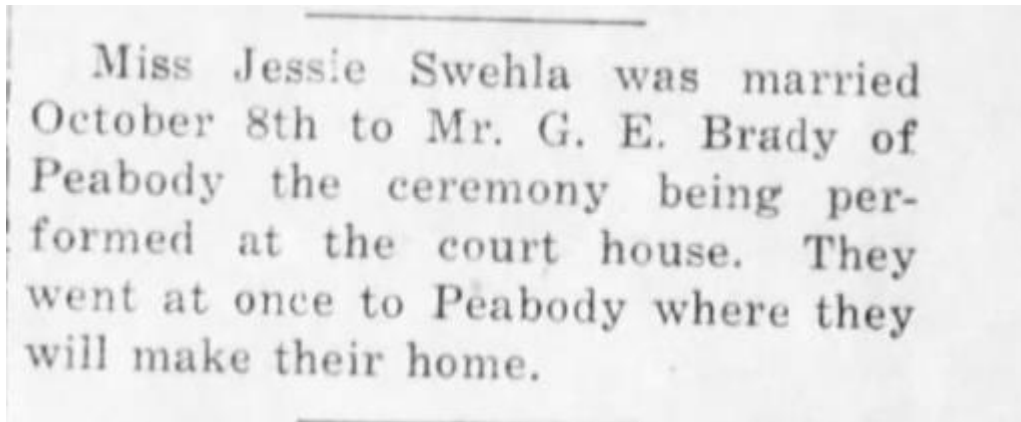 Miss Jessie Swehla was married
October 8th to Mr. G. E. Brady of
Peabody the ceremony being per-
formed at the court house. They
went at once to Peabody where they
will make their home.